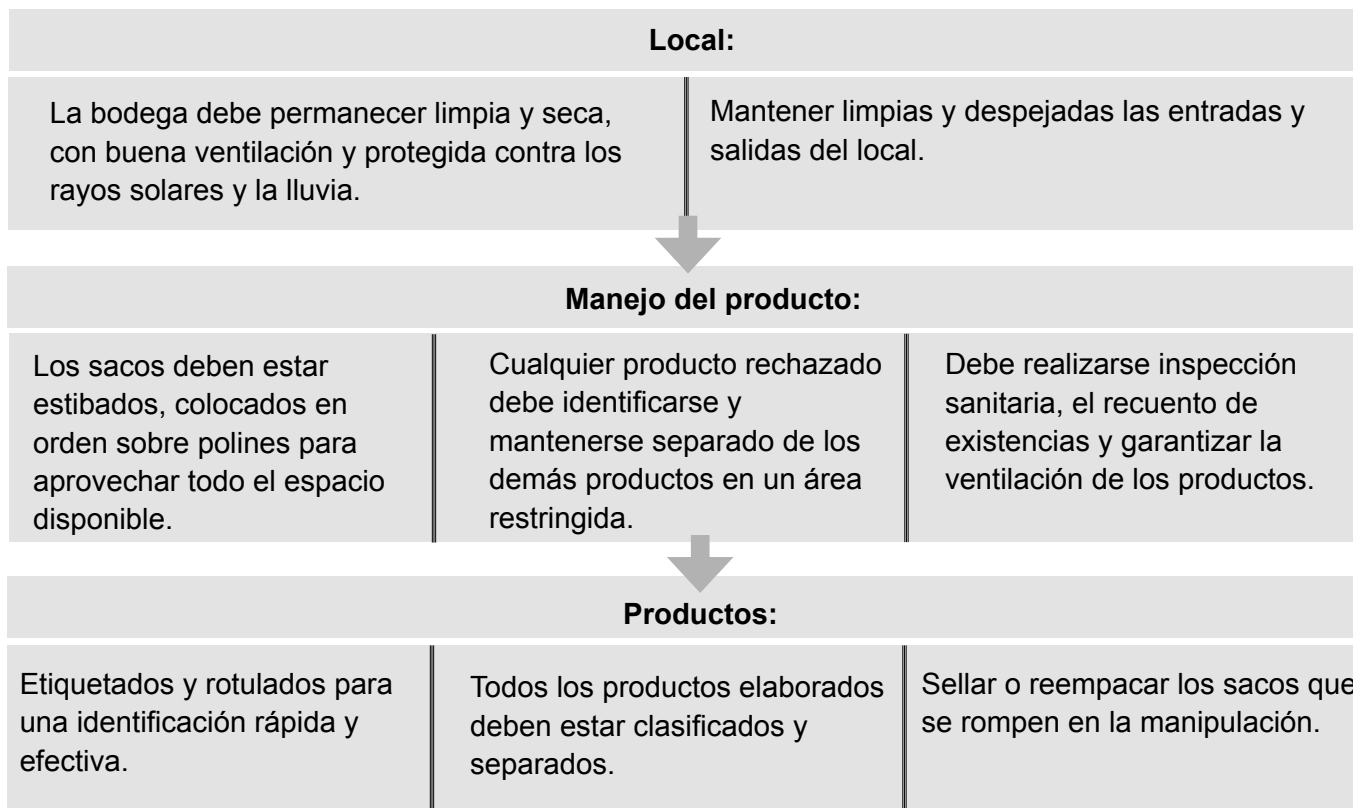 Local:
La bodega debe permanecer limpia y seca,
con buena ventilación y protegida contra los
rayos solares y la lluvia.
Mantener limpias y despejadas las entradas y
salidas del local.
Manejo del producto:
Los sacos deben estar
estibados, colocados en
orden sobre polines para
aprovechar todo el espacio
disponible.
Cualquier producto rechazado
debe identificarse y
mantenerse separado de los
demás productos en un área
restringida.
Debe realizarse inspección
sanitaria, el recuento de
existencias y garantizar la
ventilación de los productos.
Productos:
Etiquetados y rotulados para
una identificación rápida y
efectiva.
Todos los productos elaborados
deben estar clasificados y
separados.
Sellar o reempacar los sacos que
se rompen en la manipulación.